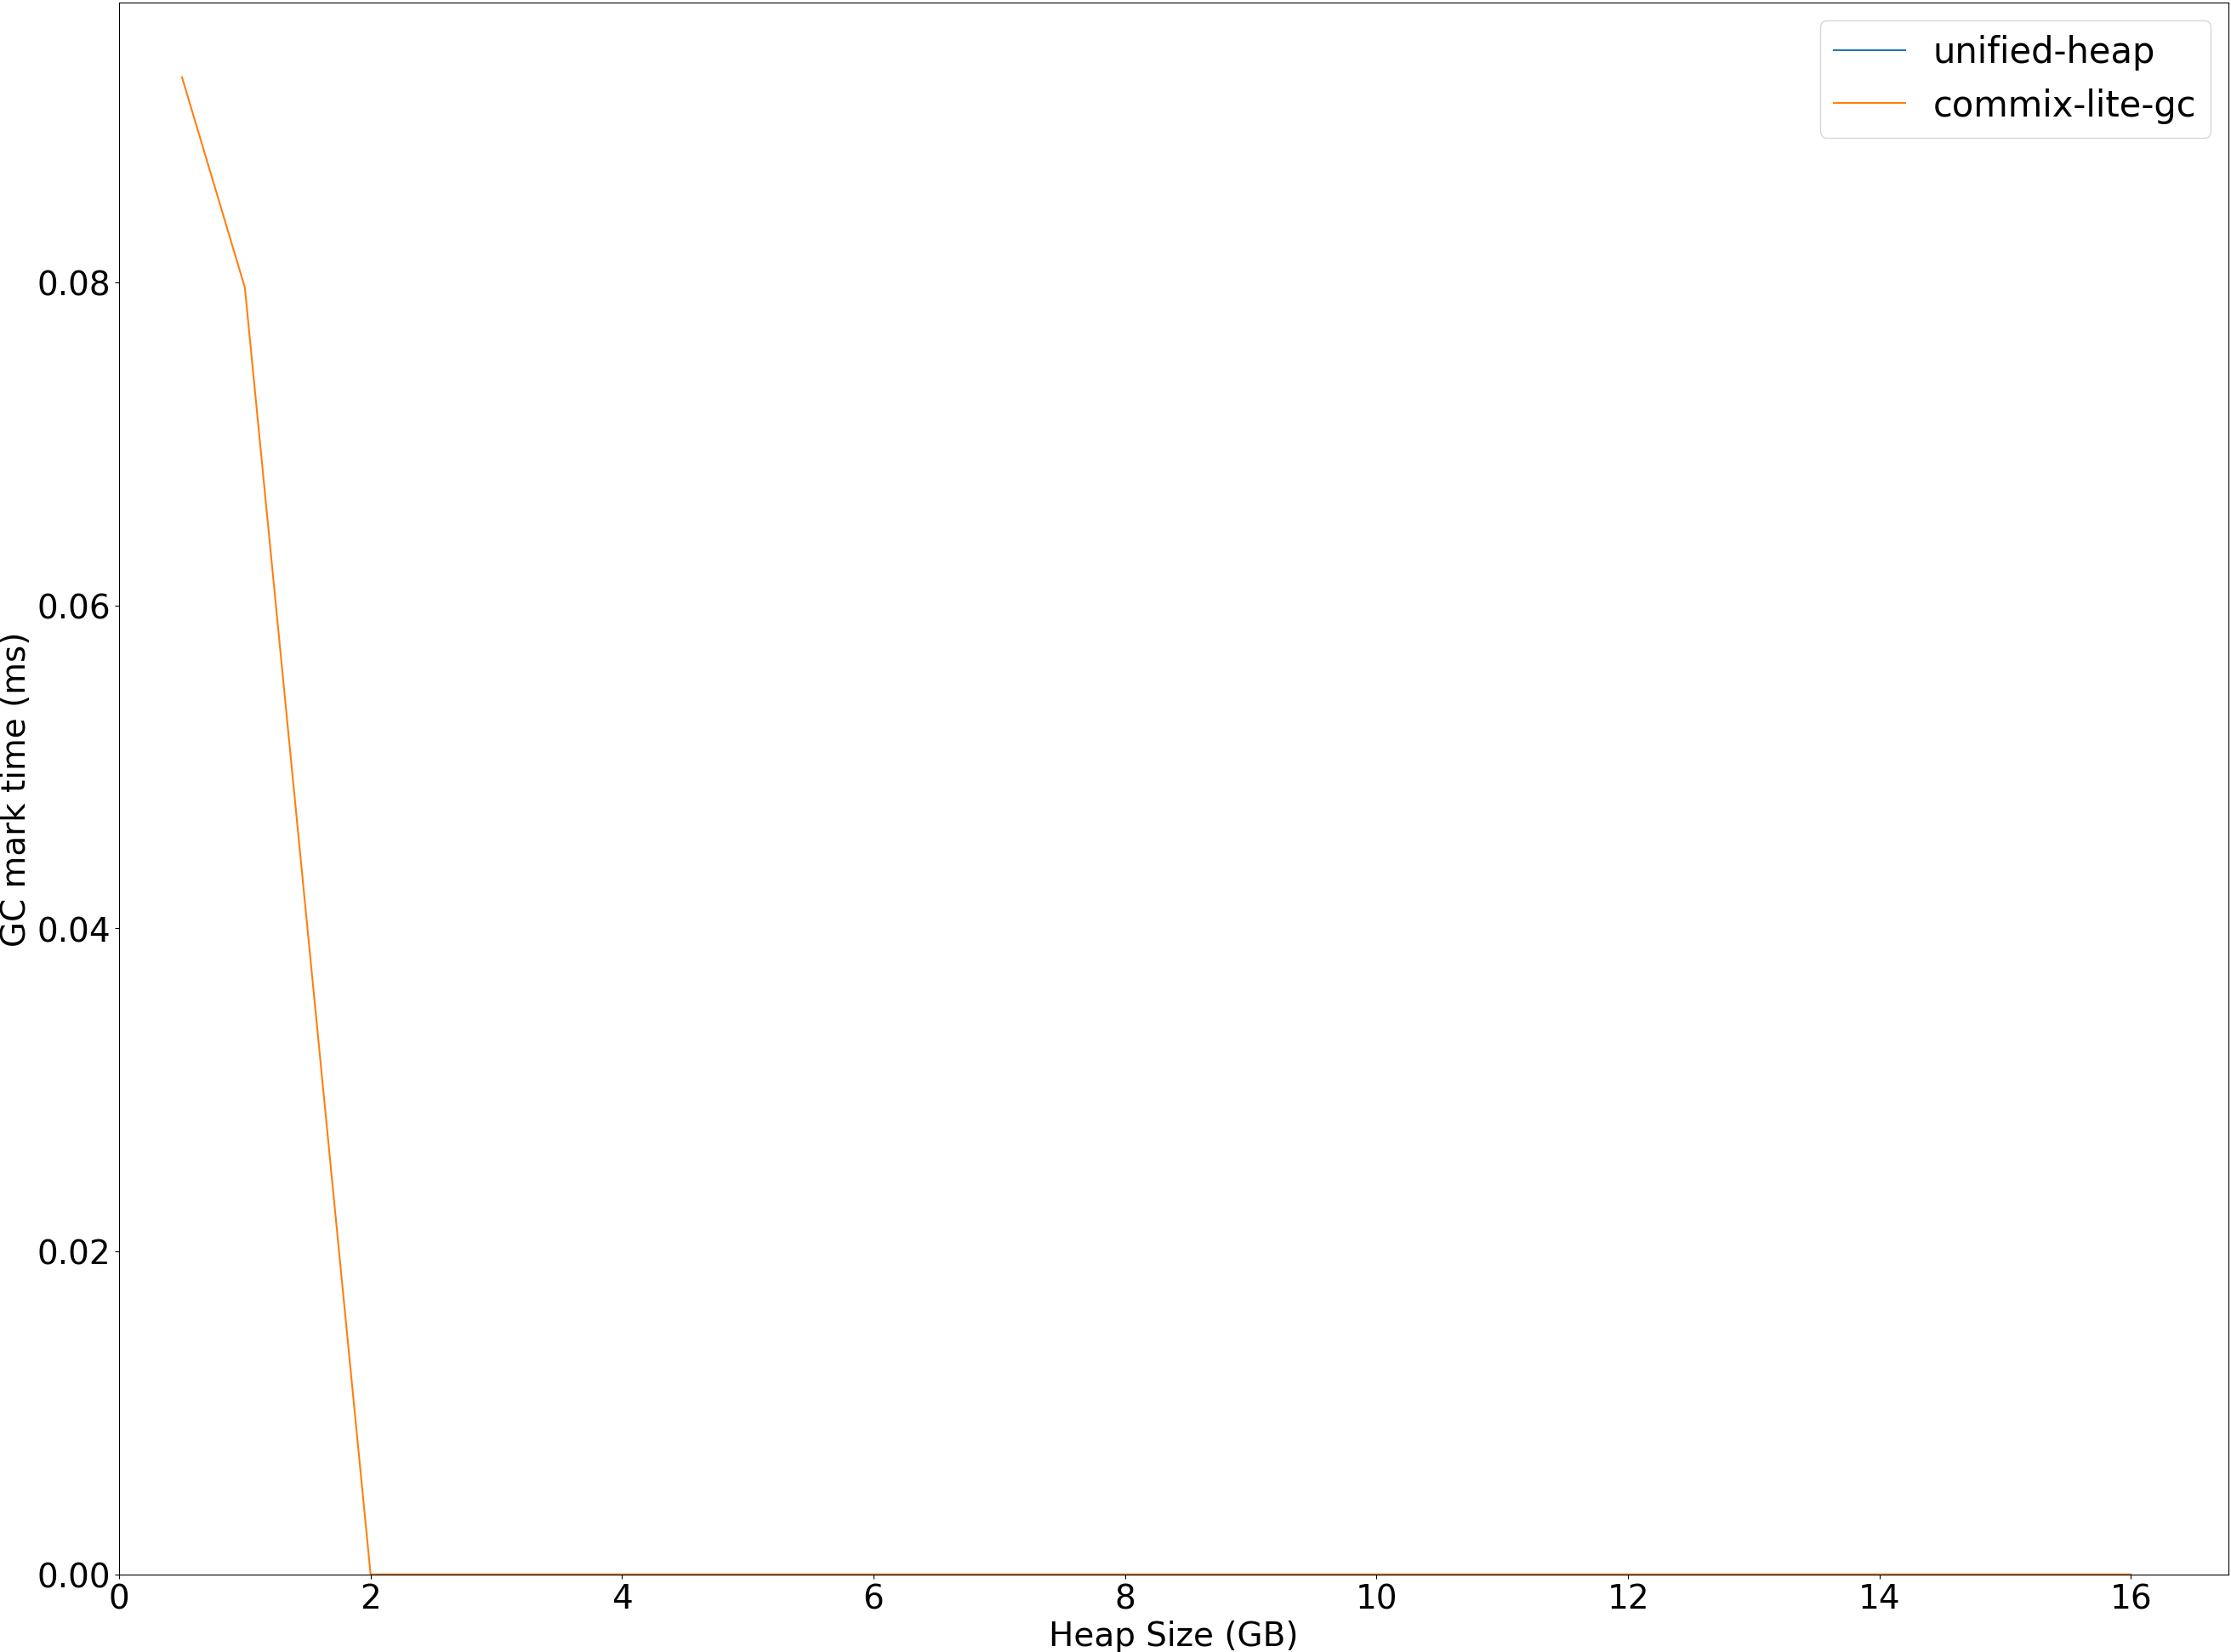 unified-heap
commix-lite-gc
0.08
0.06
0.04
0.02
0.00
GC mark time (ms)
0 2 4 6 8 10 12 14 16
Heap Size (GB)